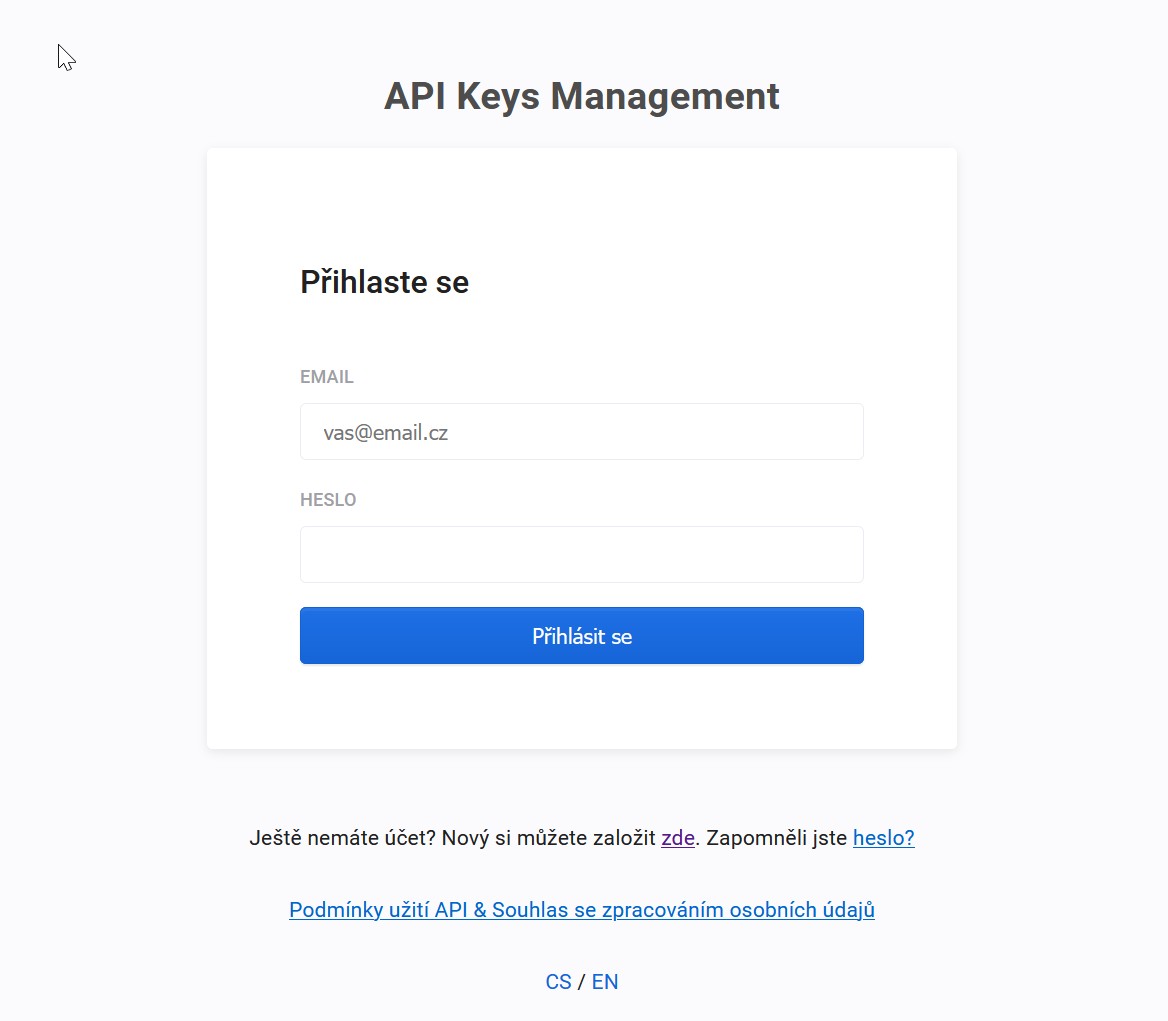 API Keys Management
Přihlaste se
EMAIL
vas@email.cz
HESLO
Přihlásit se
Ještě nemáte účet? Nový si můžete založit zde. Zapomněli jste heslo?
Podmínky užití API & Souhlas se zpracováním osobních údajů
CS / EN